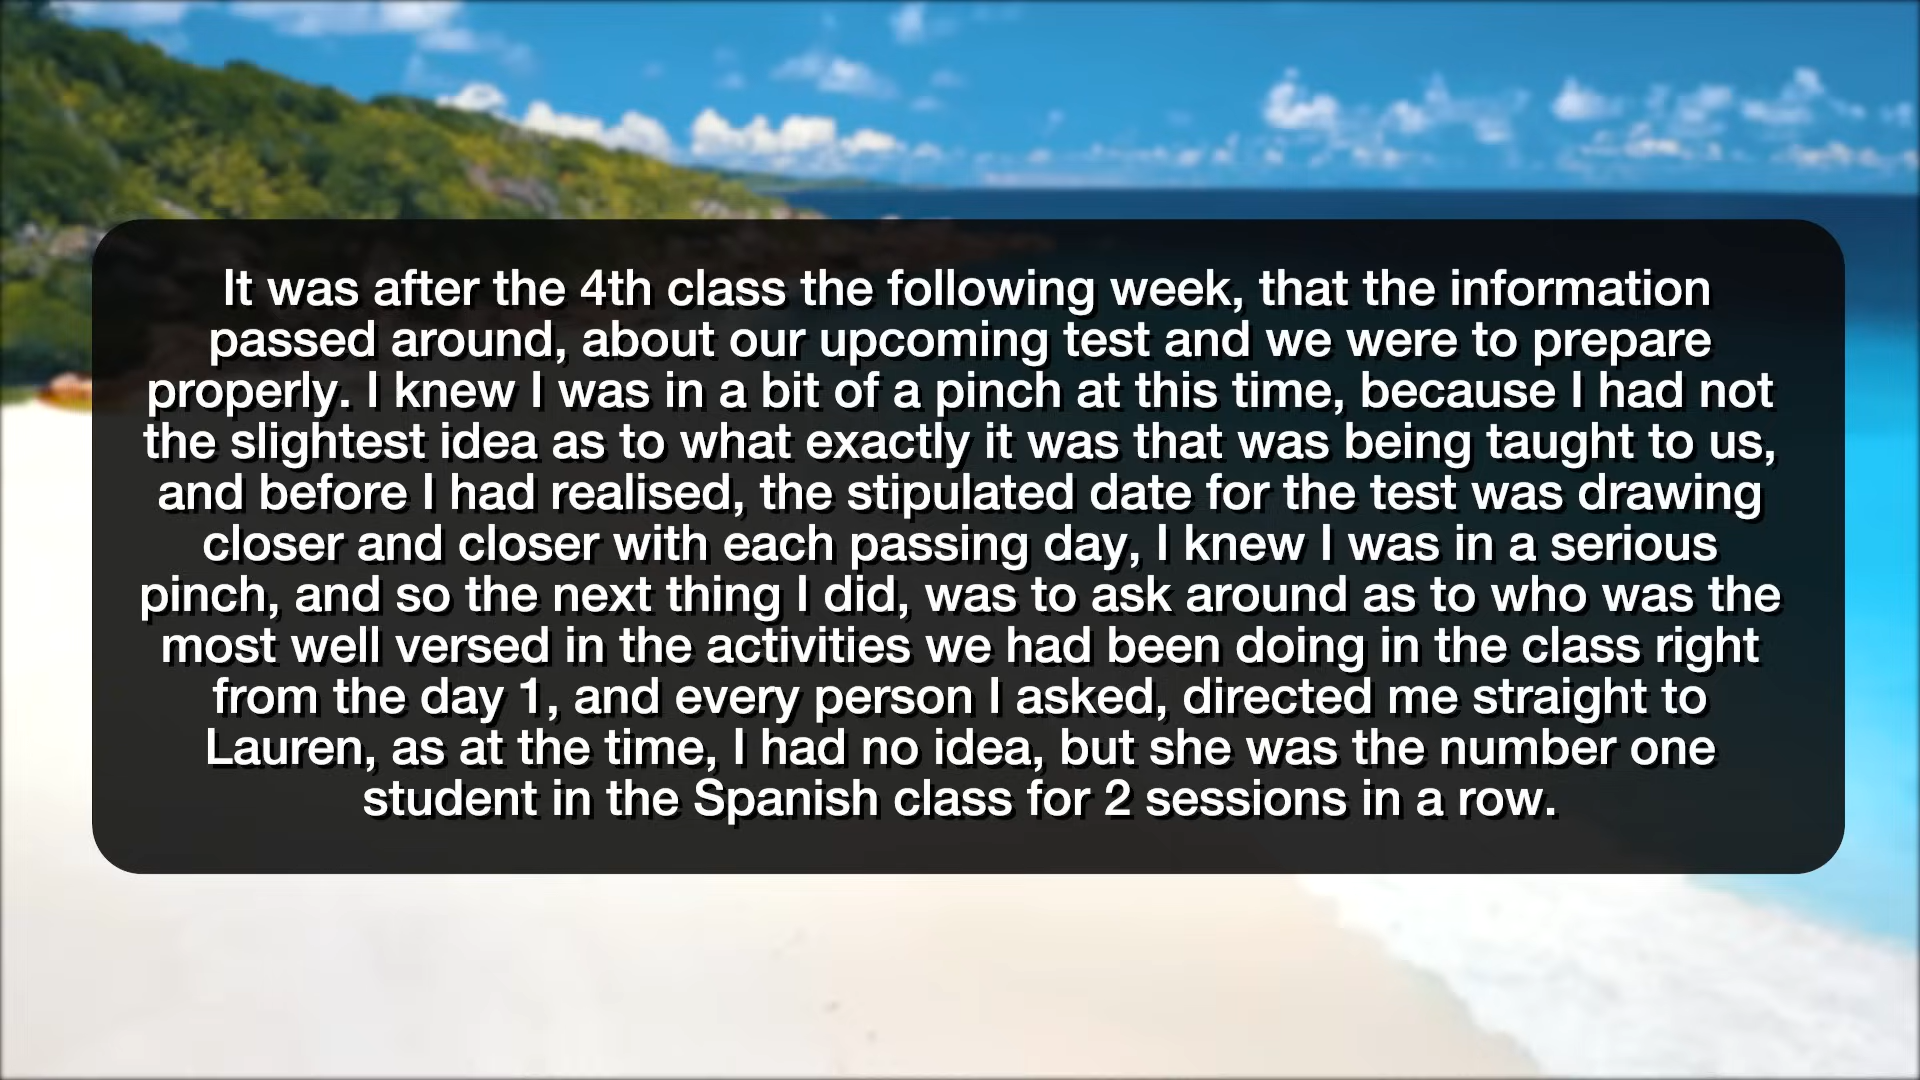 It was after the 4th class the following week, that the information
passed around, about our upcoming test and we were to prepare
properly. I knew I was in a bit of a pinch at this time, because I had not
the slightest idea as to what exactly it was that was being taught to us,
and before I had realised, the stipulated date for the test was drawing
closer and closer with each passing day, I knew I was in a serious
pinch, and so the next thing I did, was to ask around as to who was the
most well versed in the activities we had been doing in the class right
from the day 1, and every person I asked, directed me straight to
Lauren, as at the time, I had no idea, but she was the number one
student in the Spanish class for 2 sessions in a row.